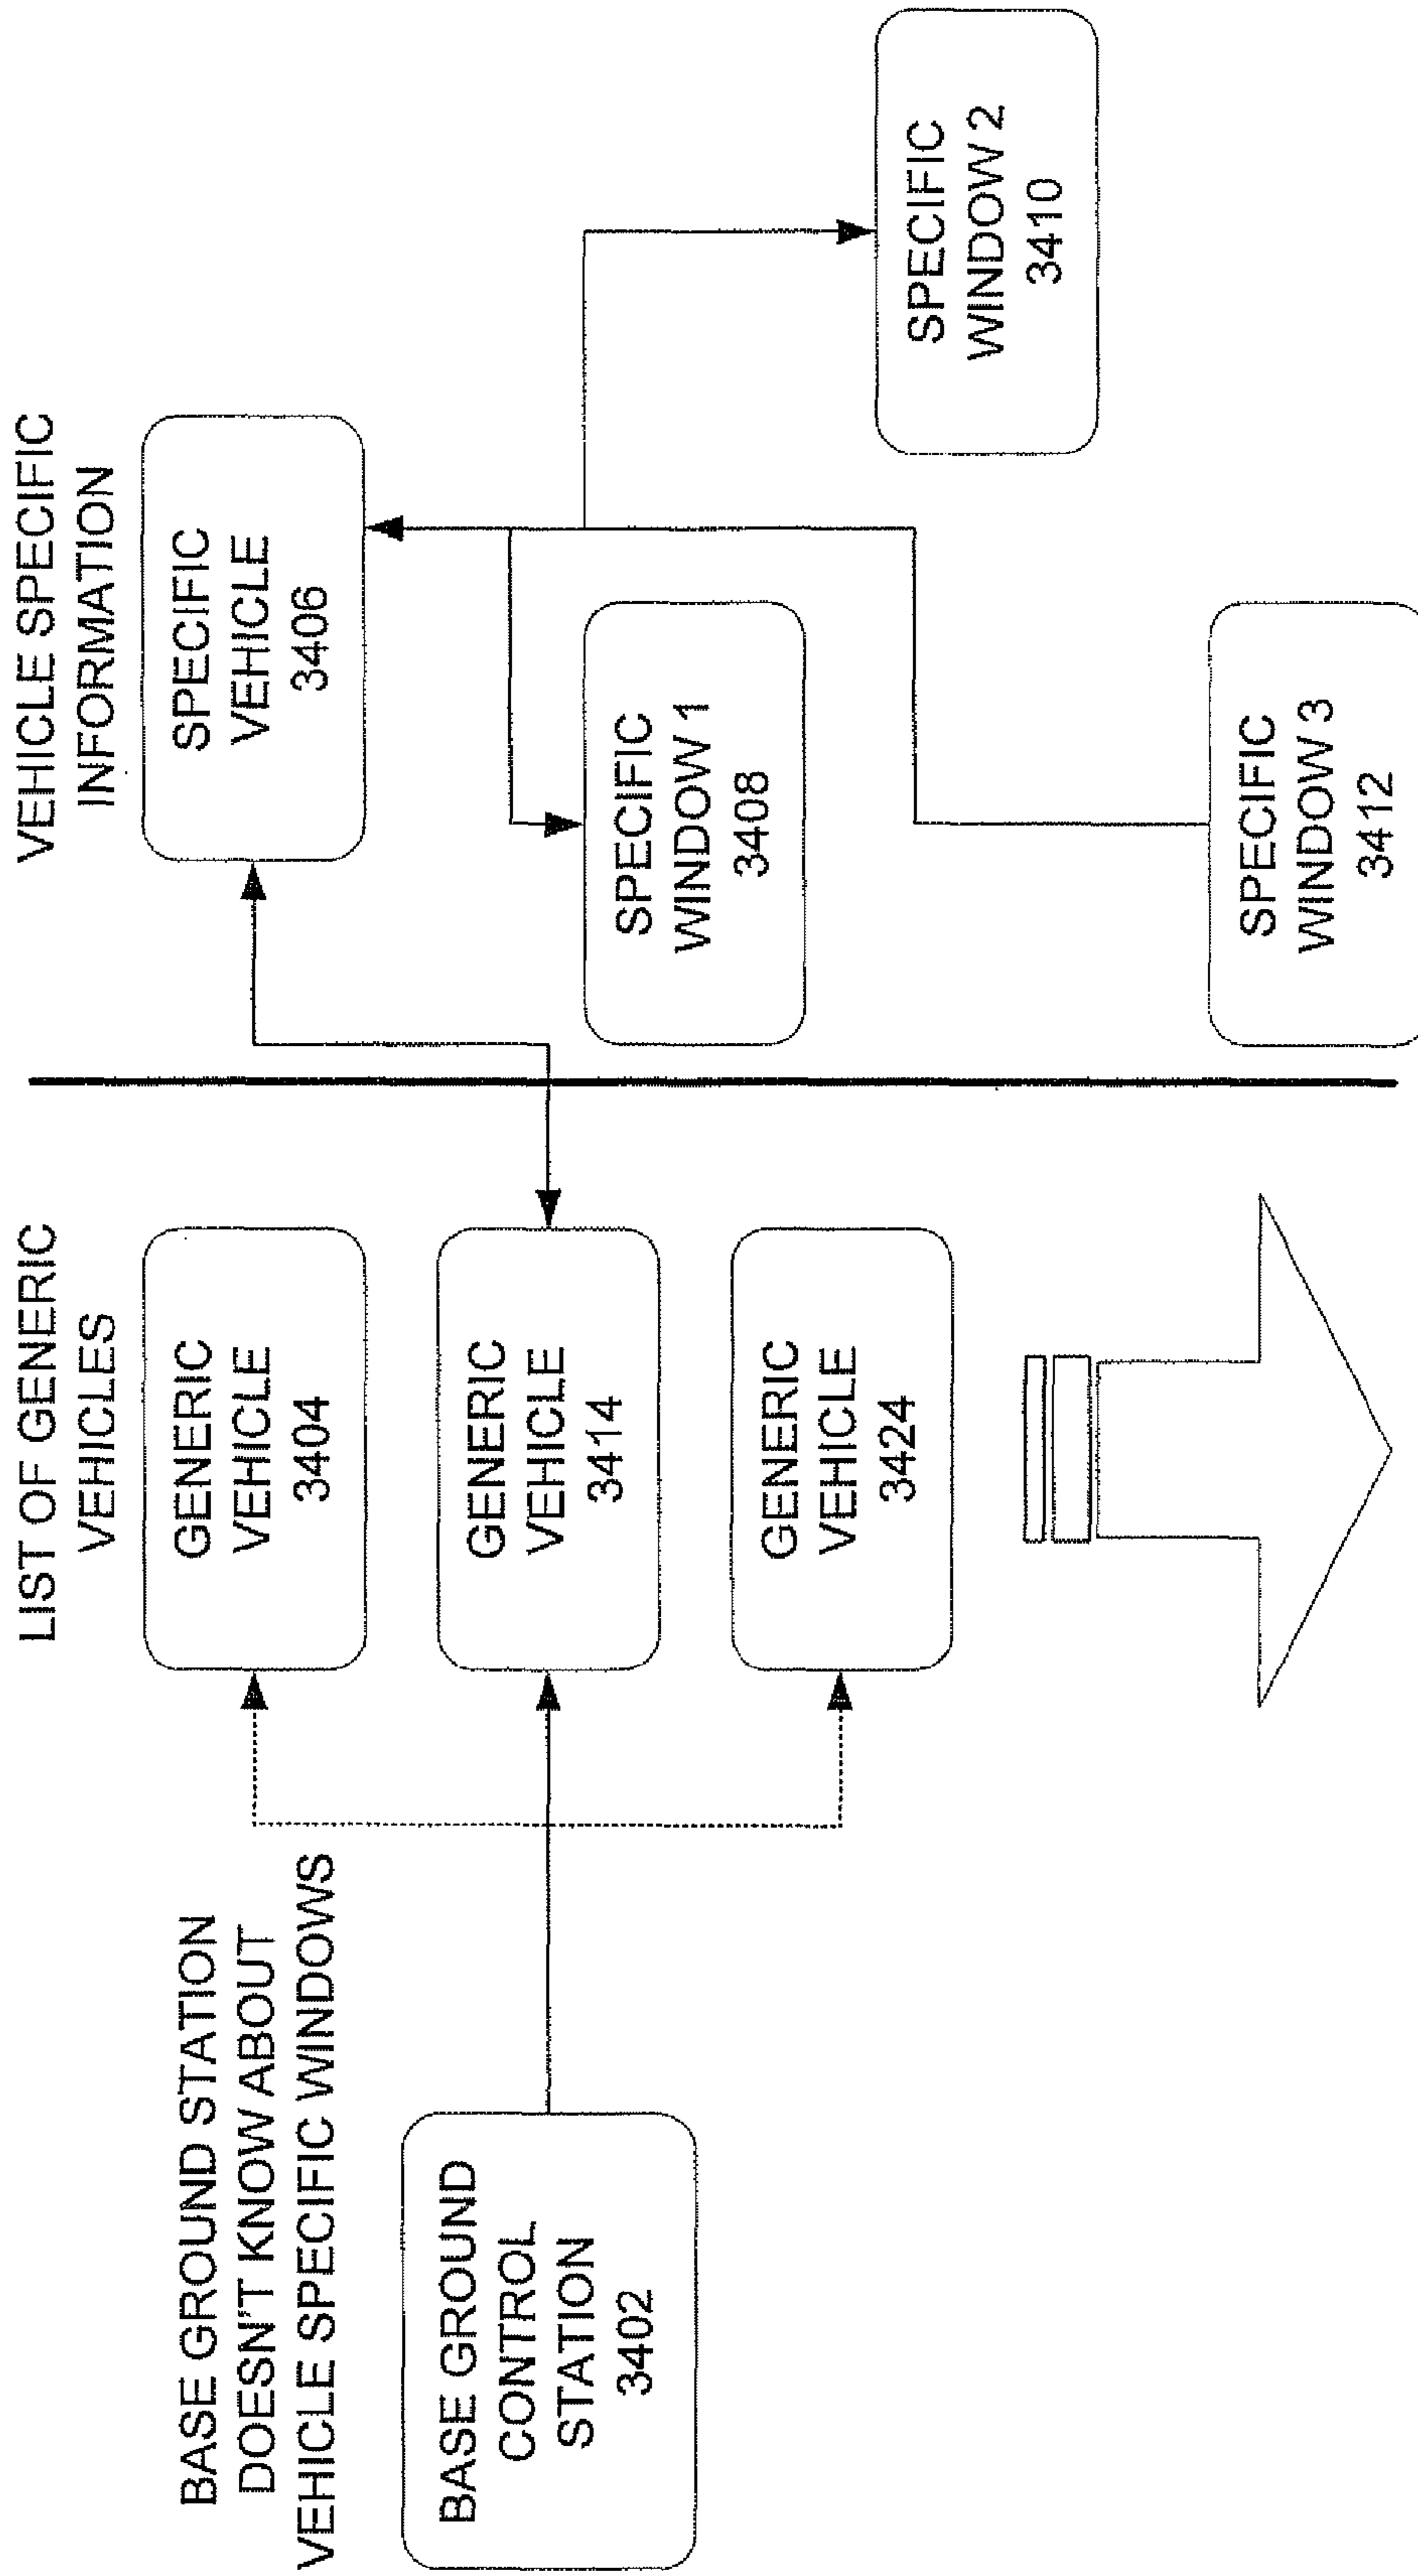 BASE GROUND STATION
DOESN'T KNOW ABOUT
VEHICLE SPECIFIC WINDOWS
BASE GROUND
CONTROL
STATION
3402
LIST OF GENERIC
VEHICLES
GENERIC
VEHICLE
3404
GENERIC
VEHICLE
3414
GENERIC
VEHICLE
3424
VEHICLE SPECIFIC
INFORMATION
SPECIFIC
VEHICLE
3406
SPECIFIC
WINDOW 1
3408
SPECIFIC
WINDOW 2
3410
SPECIFIC
WINDOW 3
3412